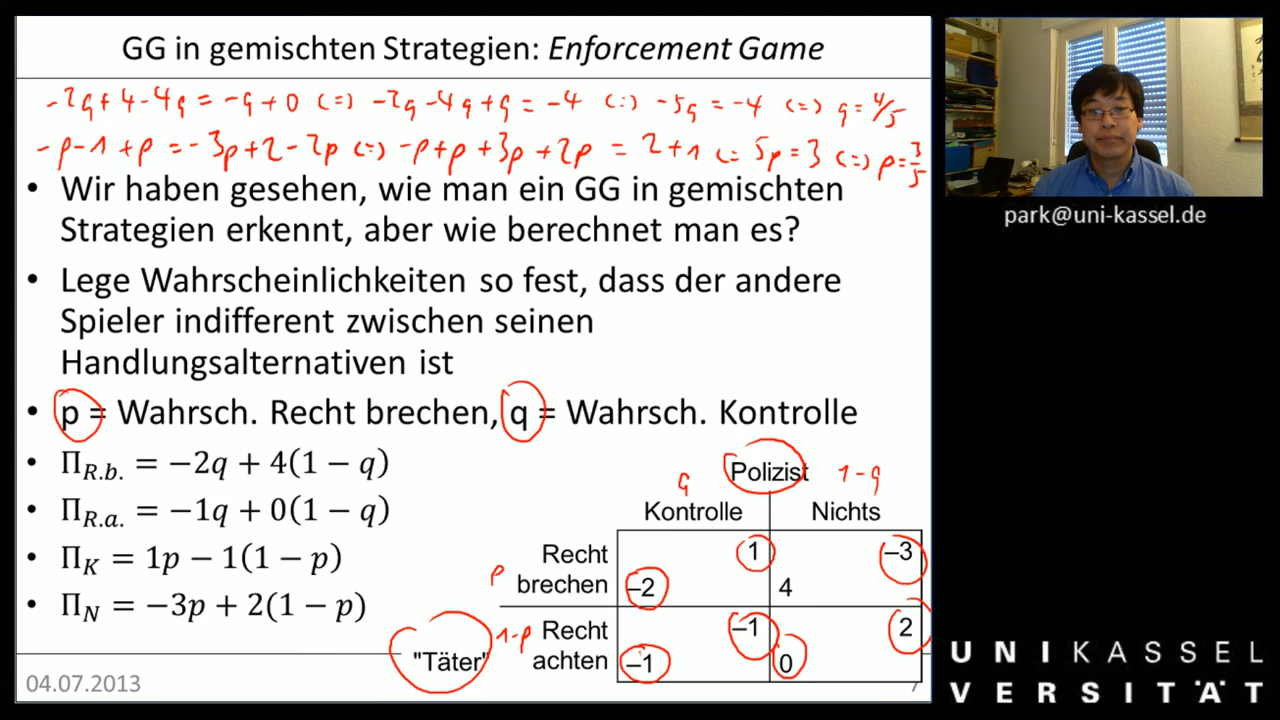 GG in gemischten Strategien: Enforcement Game
-2q+4-4q = -q+0 (=) -2q-4q+q = -4 (=) -5q = -4 (=) q = 4/5
-p-1+p = -3p+2-2p (=) -p+p+3p+2p = 2+1 (= 5p = 3 (=) p = 3/5
• Wir haben gesehen, wie man ein GG in gemischten
Strategien erkennt, aber wie berechnet man es?
• Lege Wahrscheinlichkeiten so fest, dass der andere
Spieler indifferent zwischen seinen
Handlungsalternativen ist
• p = Wahrsch. Recht brechen, q = Wahrsch. Kontrolle
• Π_{R.b.} = −2q + 4(1 − q)
• Π_{R.a.} = −1q + 0(1 − q)
• Π_K = 1p − 1(1 − p)
• Π_N = −3p + 2(1 − p)
q Polizist 1-q
Kontrolle Nichts
Recht 1 –3
p brechen –2 4
1-p Recht –1 2
"Täter" achten –1 0
04.07.2013 7
park@uni-kassel.de
UNIKASSEL
VERSITÄT